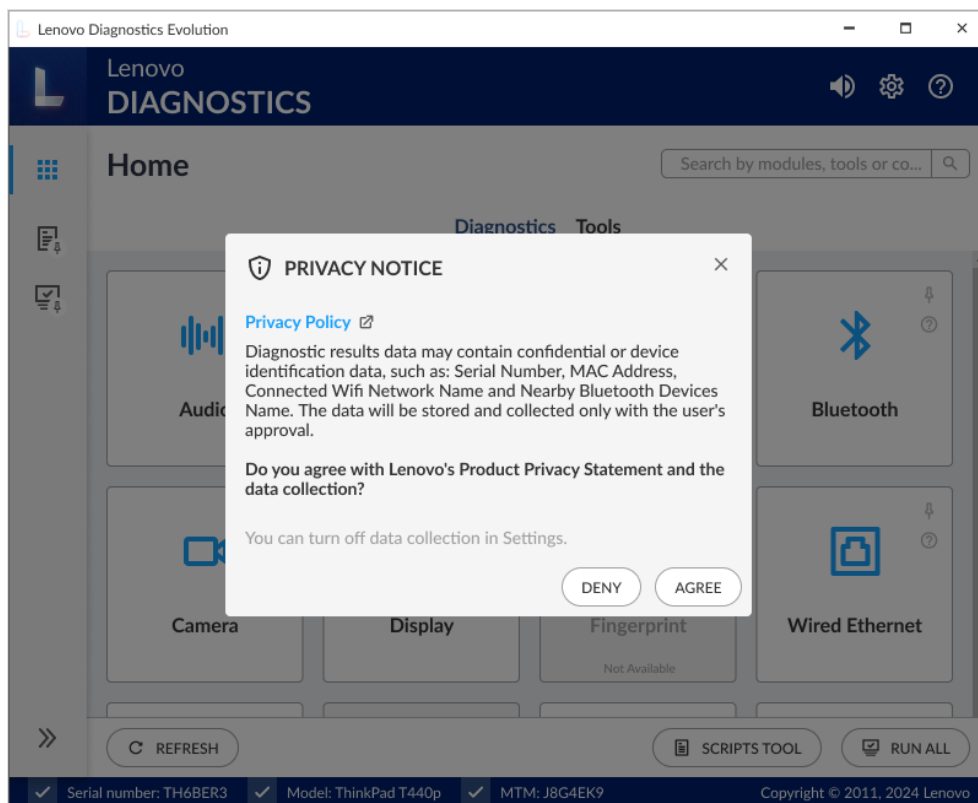 Lenovo Diagnostics Evolution
Lenovo
DIAGNOSTICS
Home
Search by modules, tools or co...
Diagnostics Tools
PRIVACY NOTICE
Privacy Policy
Diagnostic results data may contain confidential or device
identification data, such as: Serial Number, MAC Address,
Connected Wifi Network Name and Nearby Bluetooth Devices
Name. The data will be stored and collected only with the user's
approval.
Do you agree with Lenovo's Product Privacy Statement and the
data collection?
You can turn off data collection in Settings.
DENY AGREE
Bluetooth
Camera Display Fingerprint Wired Ethernet
Not Available
REFRESH SCRIPTS TOOL RUN ALL
Serial number: TH6BER3 Model: ThinkPad T440p MTM: J8G4EK9 Copyright © 2011, 2024 Lenovo